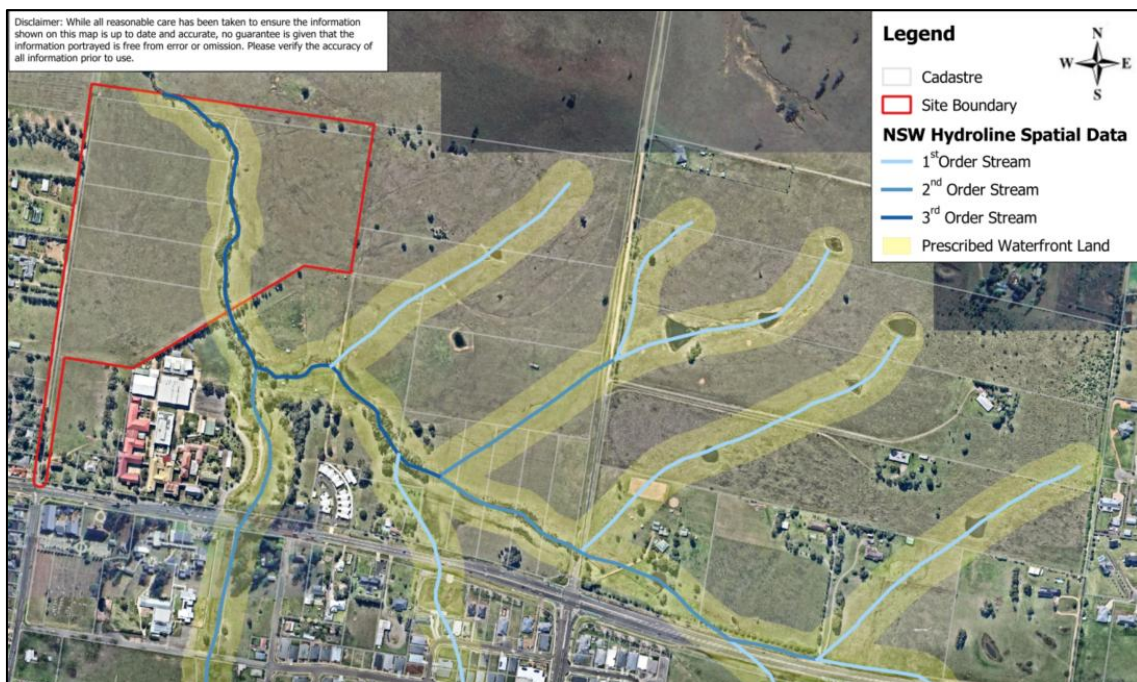 Disclaimer: While all reasonable care has been taken to ensure the information
shown on this map is up to date and accurate, no guarantee is given that the
information portrayed is free from error or omission. Please verify the accuracy of
all information prior to use.
Legend
Cadastre
Site Boundary
NSW Hydroline Spatial Data
1st Order Stream
2nd Order Stream
3rd Order Stream
Prescribed Waterfront Land
N
W E
S